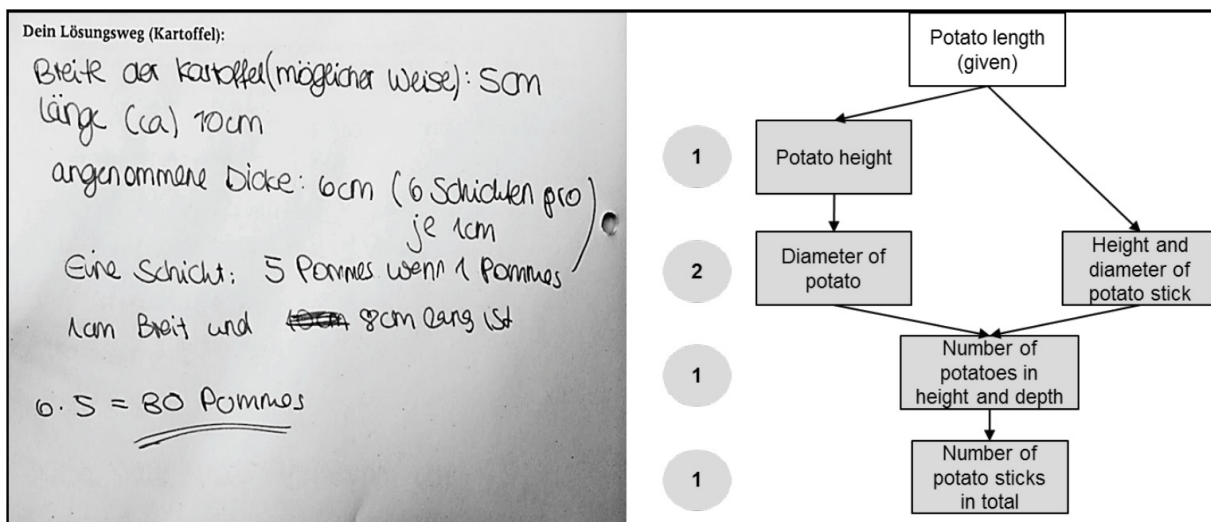 Dein Lösungsweg (Kartoffel):
Breite der Kartoffel (möglicher Weise): 5cm
länge (ca) 10cm
angenommene Dicke: 6cm (6 Schichten pro
je 1cm
Eine Schicht: 5 Pommes wenn 1 Pommes
1cm Breit und 8cm lang ist
6 · 5 = 30 Pommes
Potato length
(given)
1
Potato height
2
Diameter of
potato
Height and
diameter of
potato stick
1
Number of
potatoes in
height and depth
1
Number of
potato sticks
in total